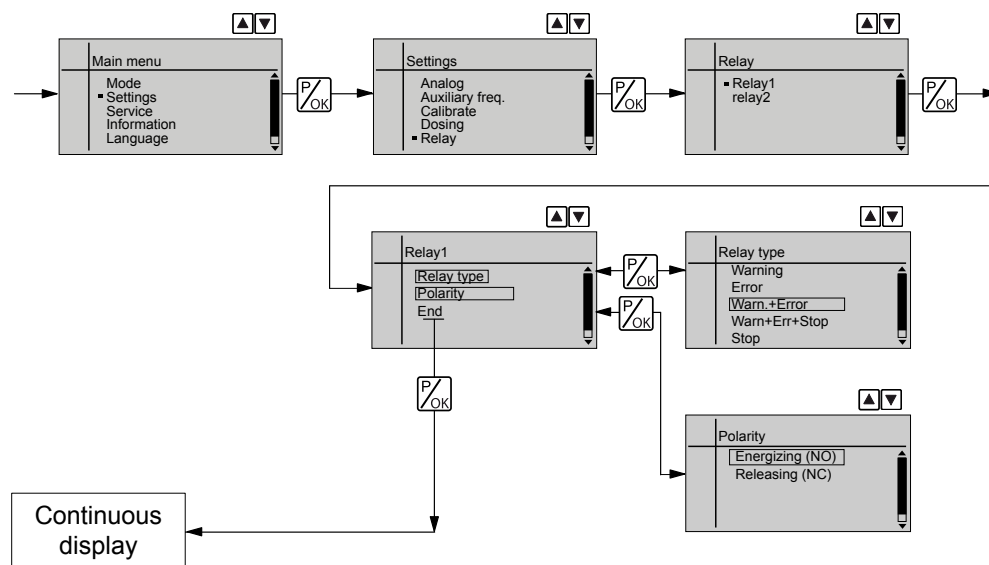 Main menu
Mode
Settings
Service
Information
Language
P/OK
Settings
Analog
Auxiliary freq.
Calibrate
Dosing
Relay
P/OK
Relay
Relay1
relay2
P/OK
Relay1
Relay type
Polarity
End
P/OK
P/OK
Relay type
Warning
Error
Warn.+Error
Warn+Err+Stop
Stop
P/OK
Polarity
Energizing (NO)
Releasing (NC)
Continuous
display